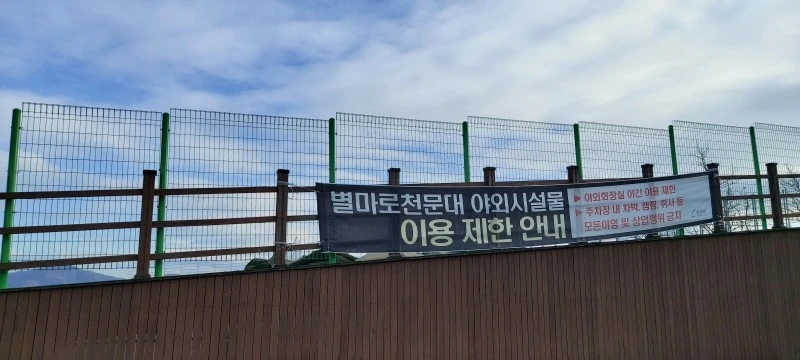 별마로천문대 야외시설물
이용 제한 안내
▶ 야외화장실 야간 이용 제한
▶ 주차장 내 차박, 캠핑, 취사 등
모든야영 및 상업행위 금지